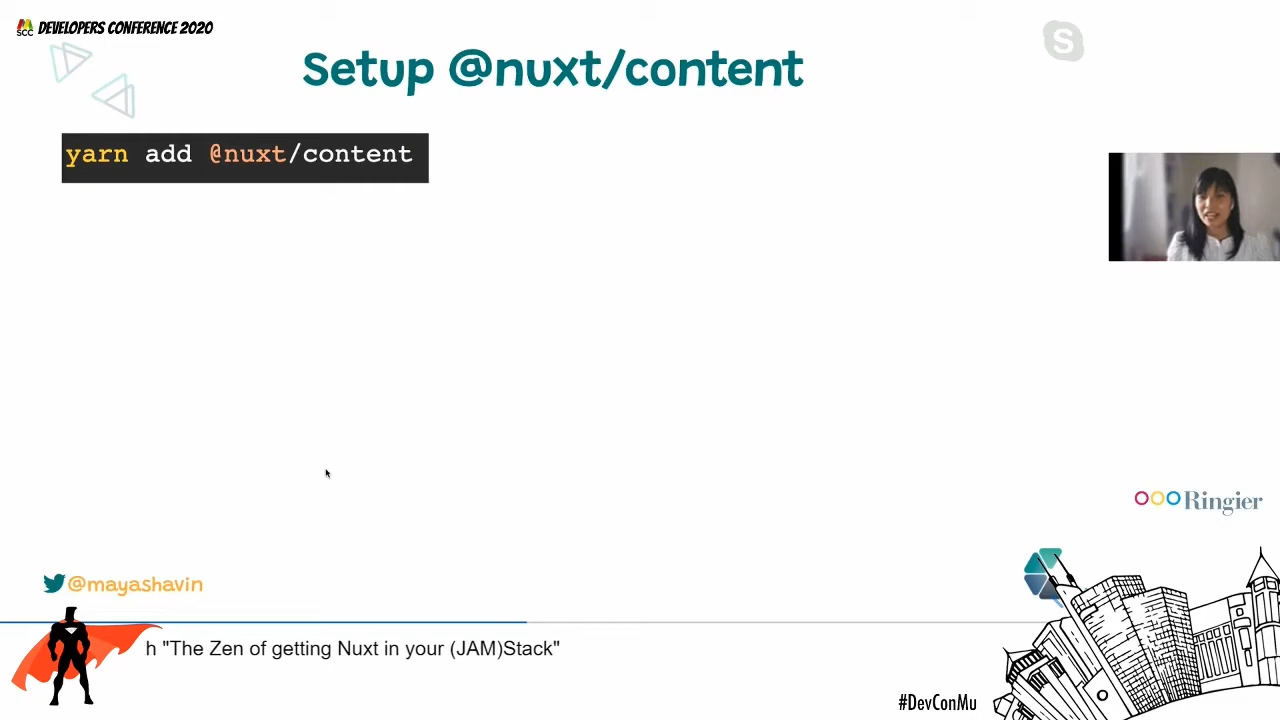 SCC DEVELOPERS CONFERENCE 2020
Setup @nuxt/content
S
yarn add @nuxt/content
Ringier
@mayashavin
h "The Zen of getting Nuxt in your (JAM)Stack"
#DevConMu